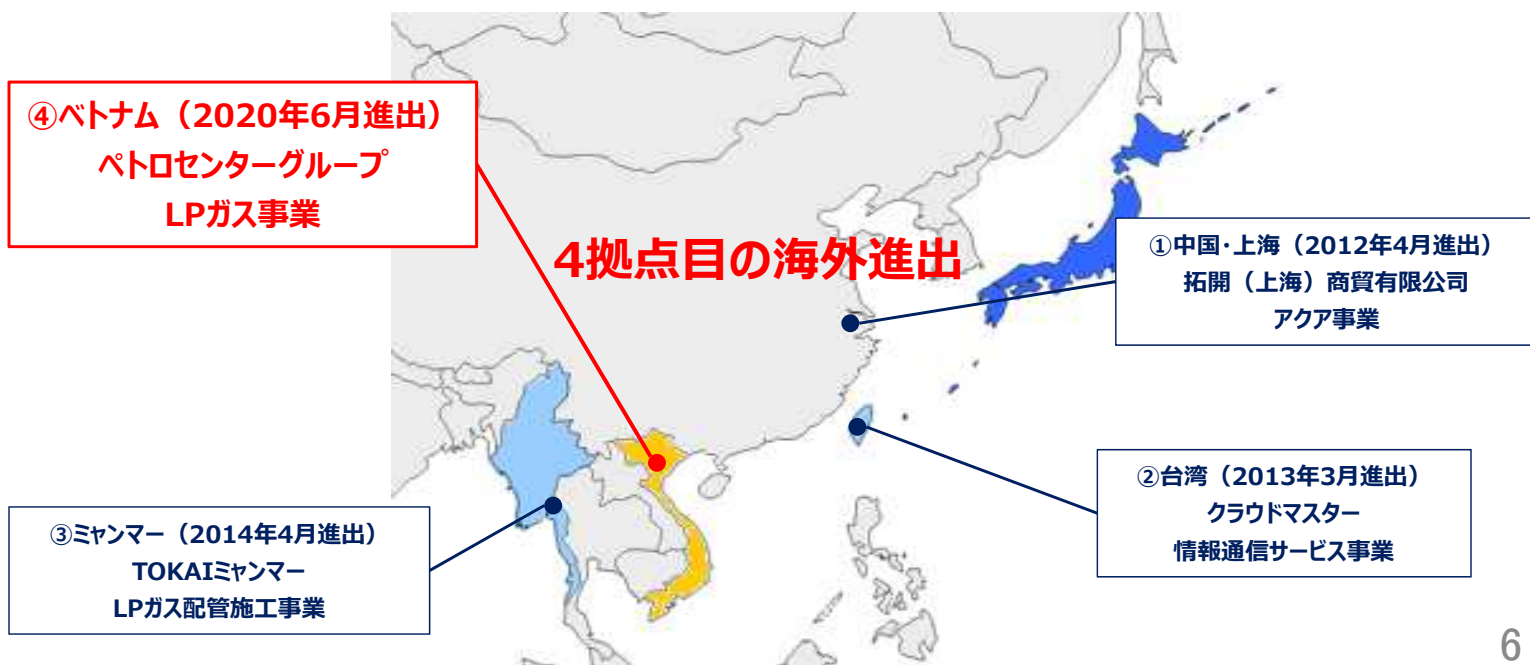 ④ベトナム（2020年6月進出）
ペトロセンターグループ
LPガス事業
4拠点目の海外進出
①中国・上海（2012年4月進出）
拓開（上海）商貿有限公司
アクア事業
②台湾（2013年3月進出）
クラウドマスター
情報通信サービス事業
③ミャンマー（2014年4月進出）
TOKAIミャンマー
LPガス配管施工事業
6